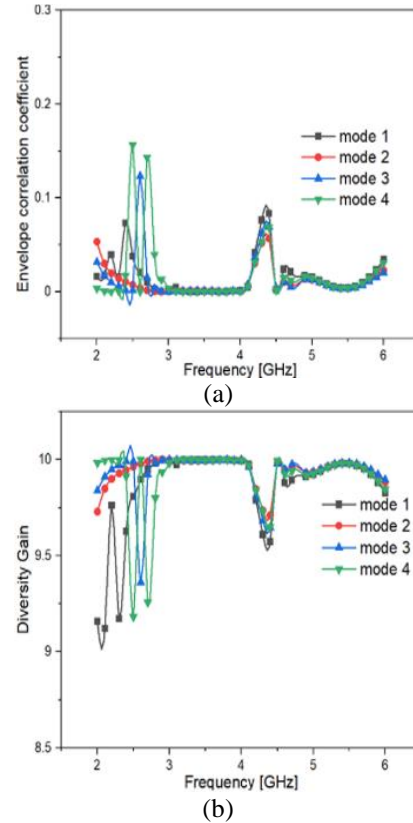 0.3
0.2
0.1
0
Envelope correlation coefficient
mode 1
mode 2
mode 3
mode 4
2 3 4 5 6
Frequency [GHz]
(a)
10
9.5
9
8.5
Diversity Gain
mode 1
mode 2
mode 3
mode 4
2 3 4 5 6
Frequency [GHz]
(b)